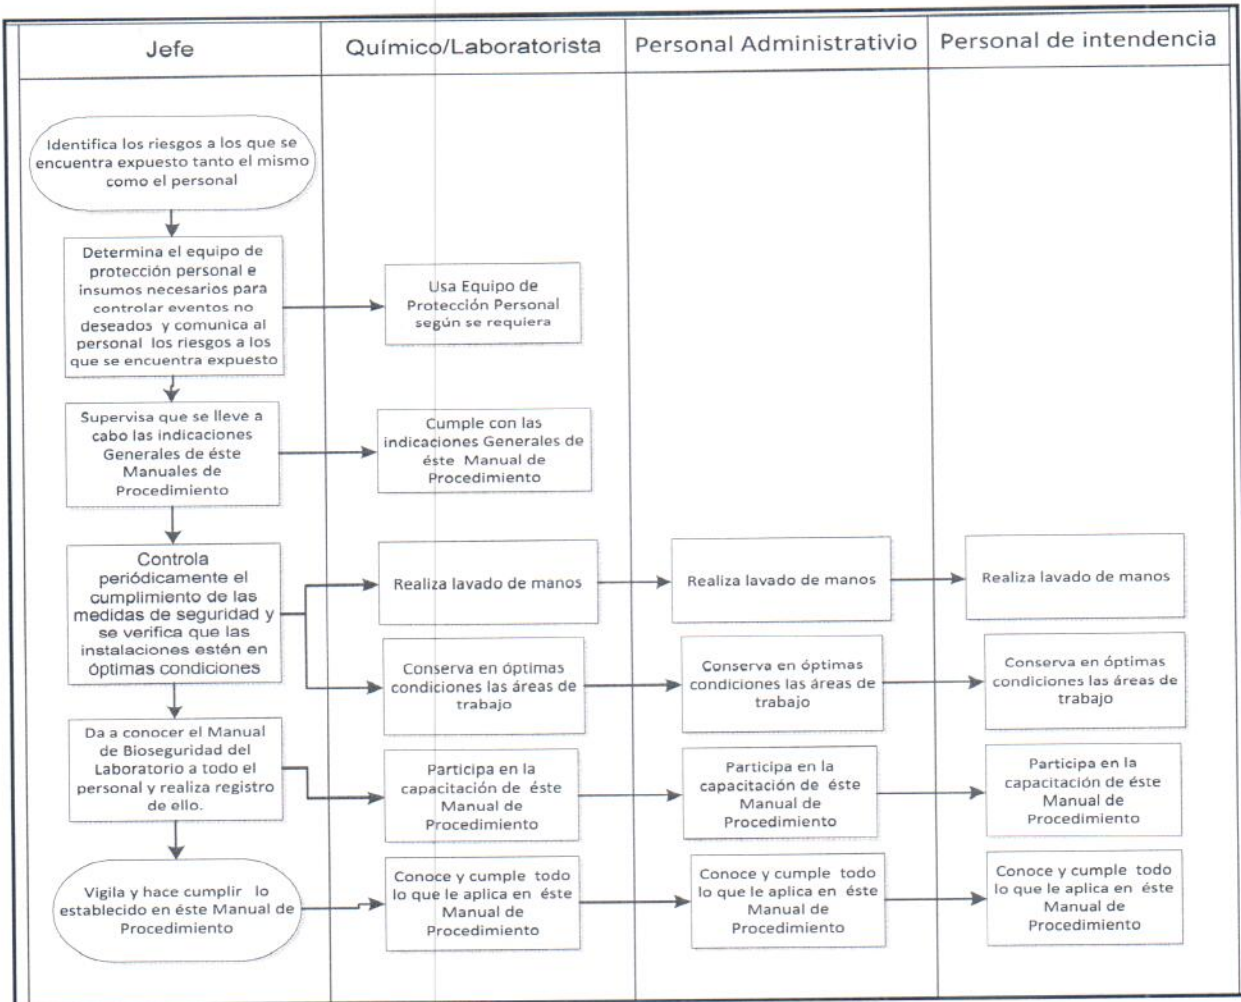 Jefe
Químico/Laboratorista
Personal Administrativio
Personal de intendencia
Identifica los riesgos a los que se
encuentra expuesto tanto el mismo
como el personal
Determina el equipo de
protección personal e
insumos necesarios para
controlar eventos no
deseados y comunica al
personal los riesgos a los
que se encuentra expuesto
Usa Equipo de
Protección Personal
según se requiera
Supervisa que se lleve a
cabo las indicaciones
Generales de éste
Manuales de
Procedimiento
Cumple con las
indicaciones Generales de
éste Manual de
Procedimiento
Controla
periódicamente el
cumplimiento de las
medidas de seguridad y
se verifica que las
instalaciones estén en
óptimas condiciones
Realiza lavado de manos
Realiza lavado de manos
Realiza lavado de manos
Conserva en óptimas
condiciones las áreas de
trabajo
Conserva en óptimas
condiciones las áreas de
trabajo
Conserva en óptimas
condiciones las áreas de
trabajo
Da a conocer el Manual
de Bioseguridad del
Laboratorio a todo el
personal y realiza registro
de ello.
Participa en la
capacitación de éste
Manual de
Procedimiento
Participa en la
capacitación de éste
Manual de
Procedimiento
Participa en la
capacitación de éste
Manual de
Procedimiento
Vigila y hace cumplir lo
establecido en éste Manual de
Procedimiento
Conoce y cumple todo
lo que le aplica en éste
Manual de
Procedimiento
Conoce y cumple todo
lo que le aplica en éste
Manual de
Procedimiento
Conoce y cumple todo
lo que le aplica en éste
Manual de
Procedimiento